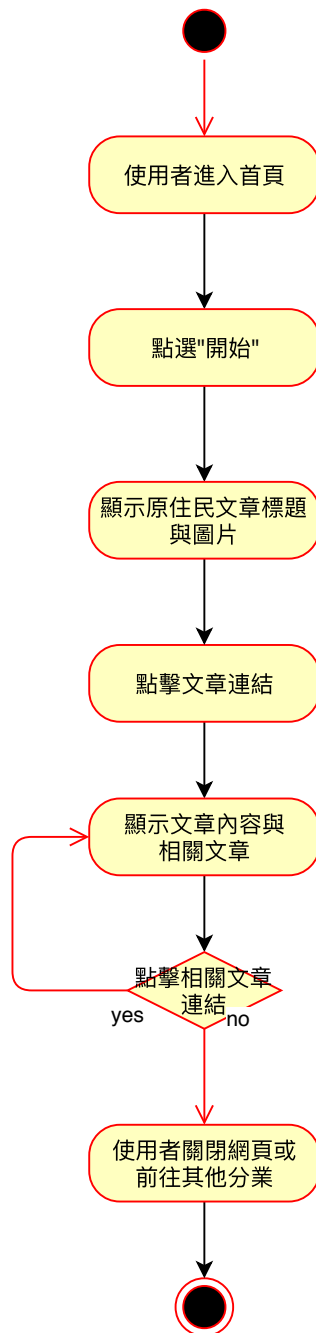 使用者進入首頁
點選"開始"
顯示原住民文章標題
與圖片
點擊文章連結
顯示文章內容與
相關文章
點擊相關文章
連結
yes
no
使用者關閉網頁或
前往其他分業